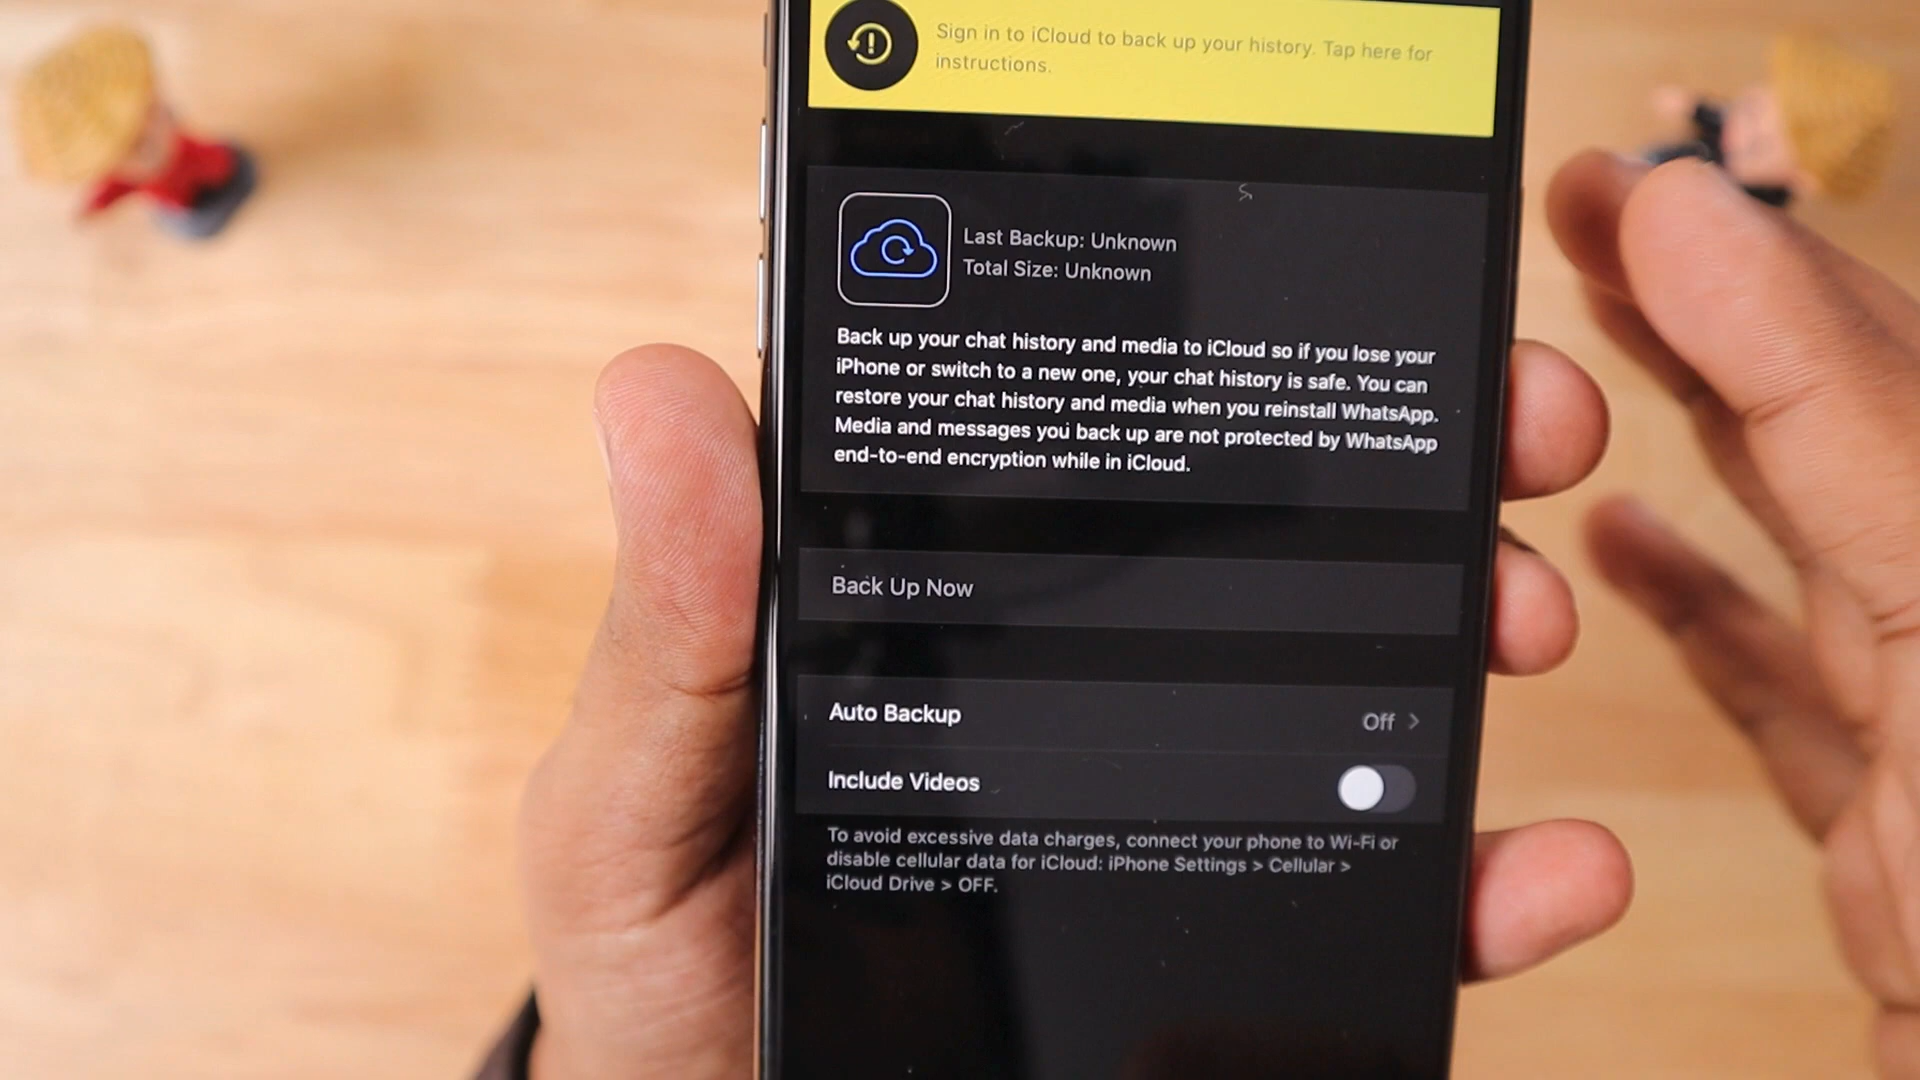 Sign in to iCloud to back up your history. Tap here for
instructions.
Last Backup: Unknown
Total Size: Unknown
Back up your chat history and media to iCloud so if you lose your
iPhone or switch to a new one, your chat history is safe. You can
restore your chat history and media when you reinstall WhatsApp.
Media and messages you back up are not protected by WhatsApp
end-to-end encryption while in iCloud.
Back Up Now
Auto Backup Off >
Include Videos
To avoid excessive data charges, connect your phone to Wi-Fi or
disable cellular data for iCloud: iPhone Settings > Cellular >
iCloud Drive > OFF.